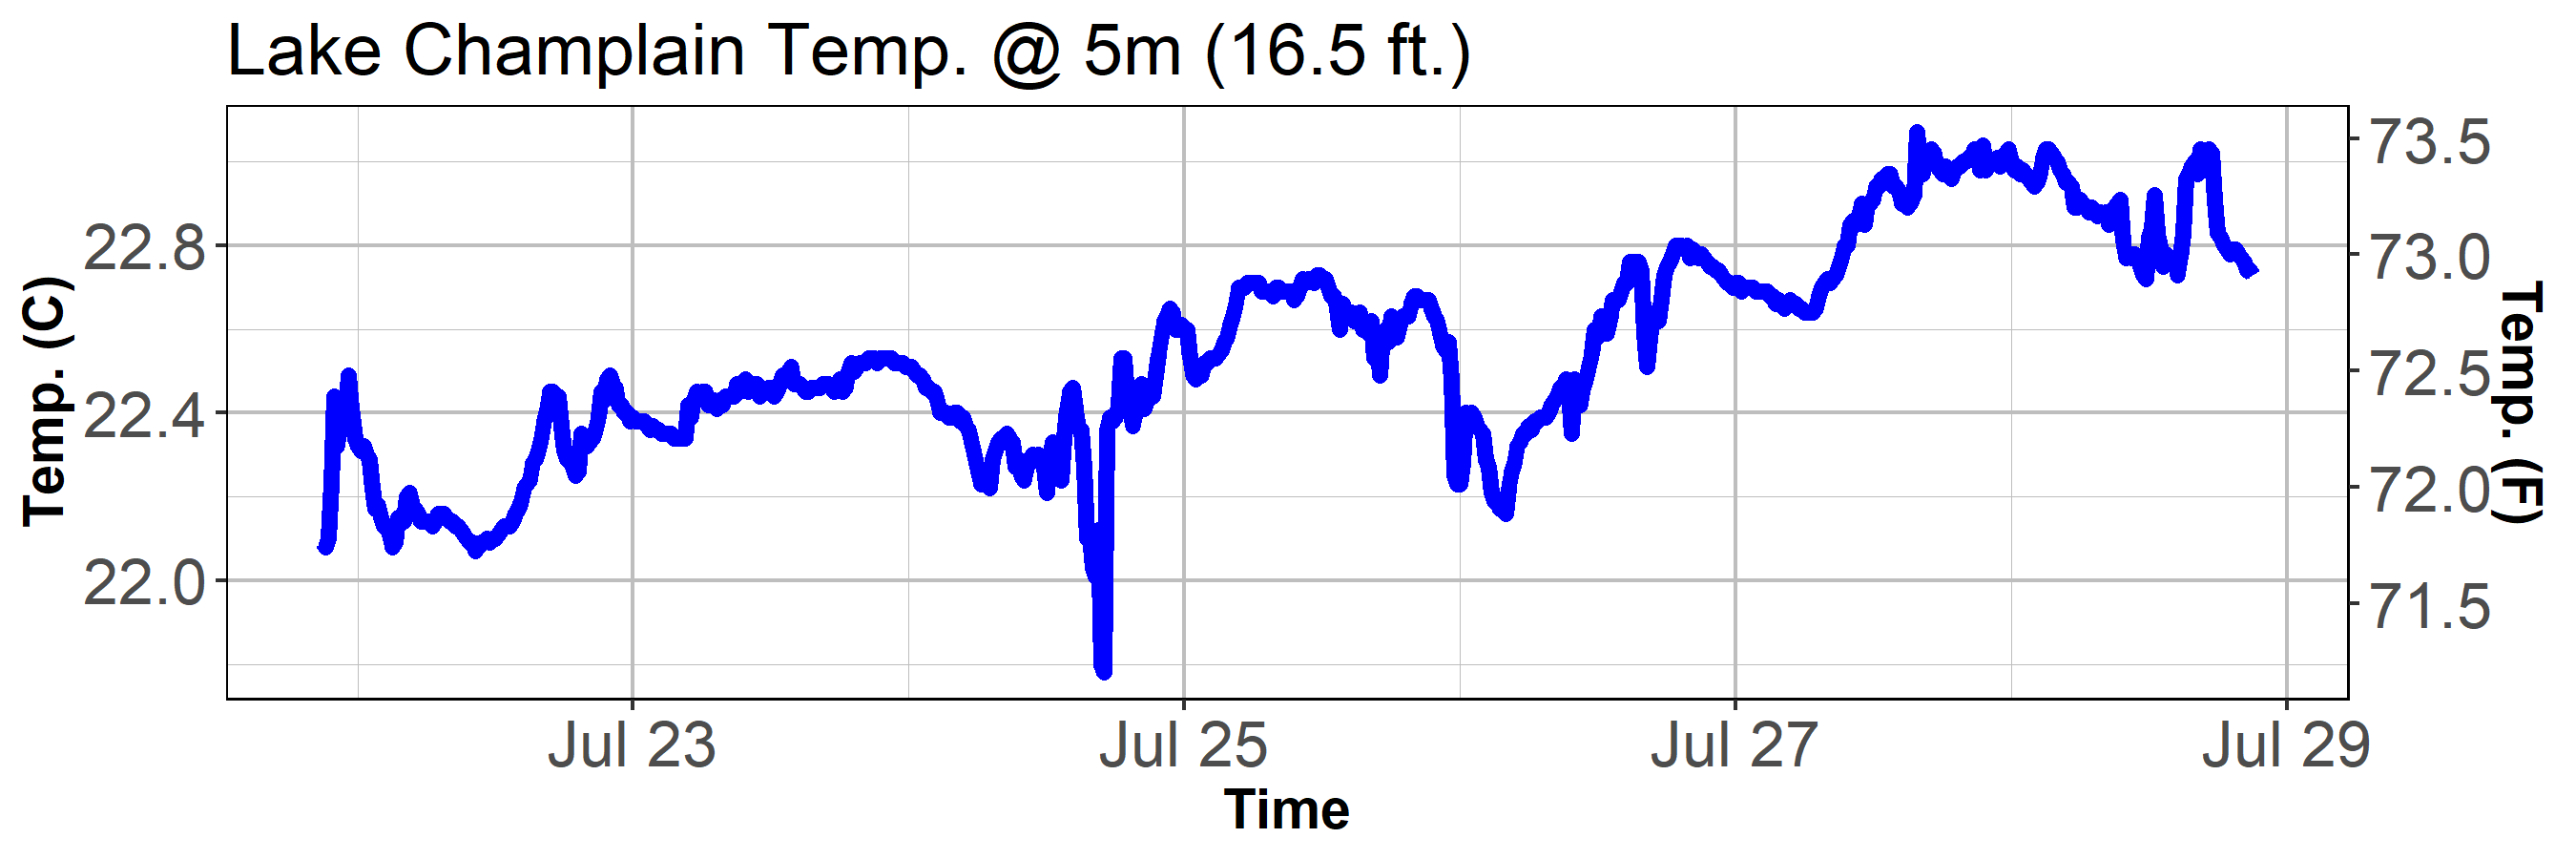 Lake Champlain Temp. @ 5m (16.5 ft.)
Temp. (C)
22.8
22.4
22.0
73.5
73.0
72.5
72.0
71.5
Temp. (F)
Jul 23
Jul 25
Jul 27
Jul 29
Time